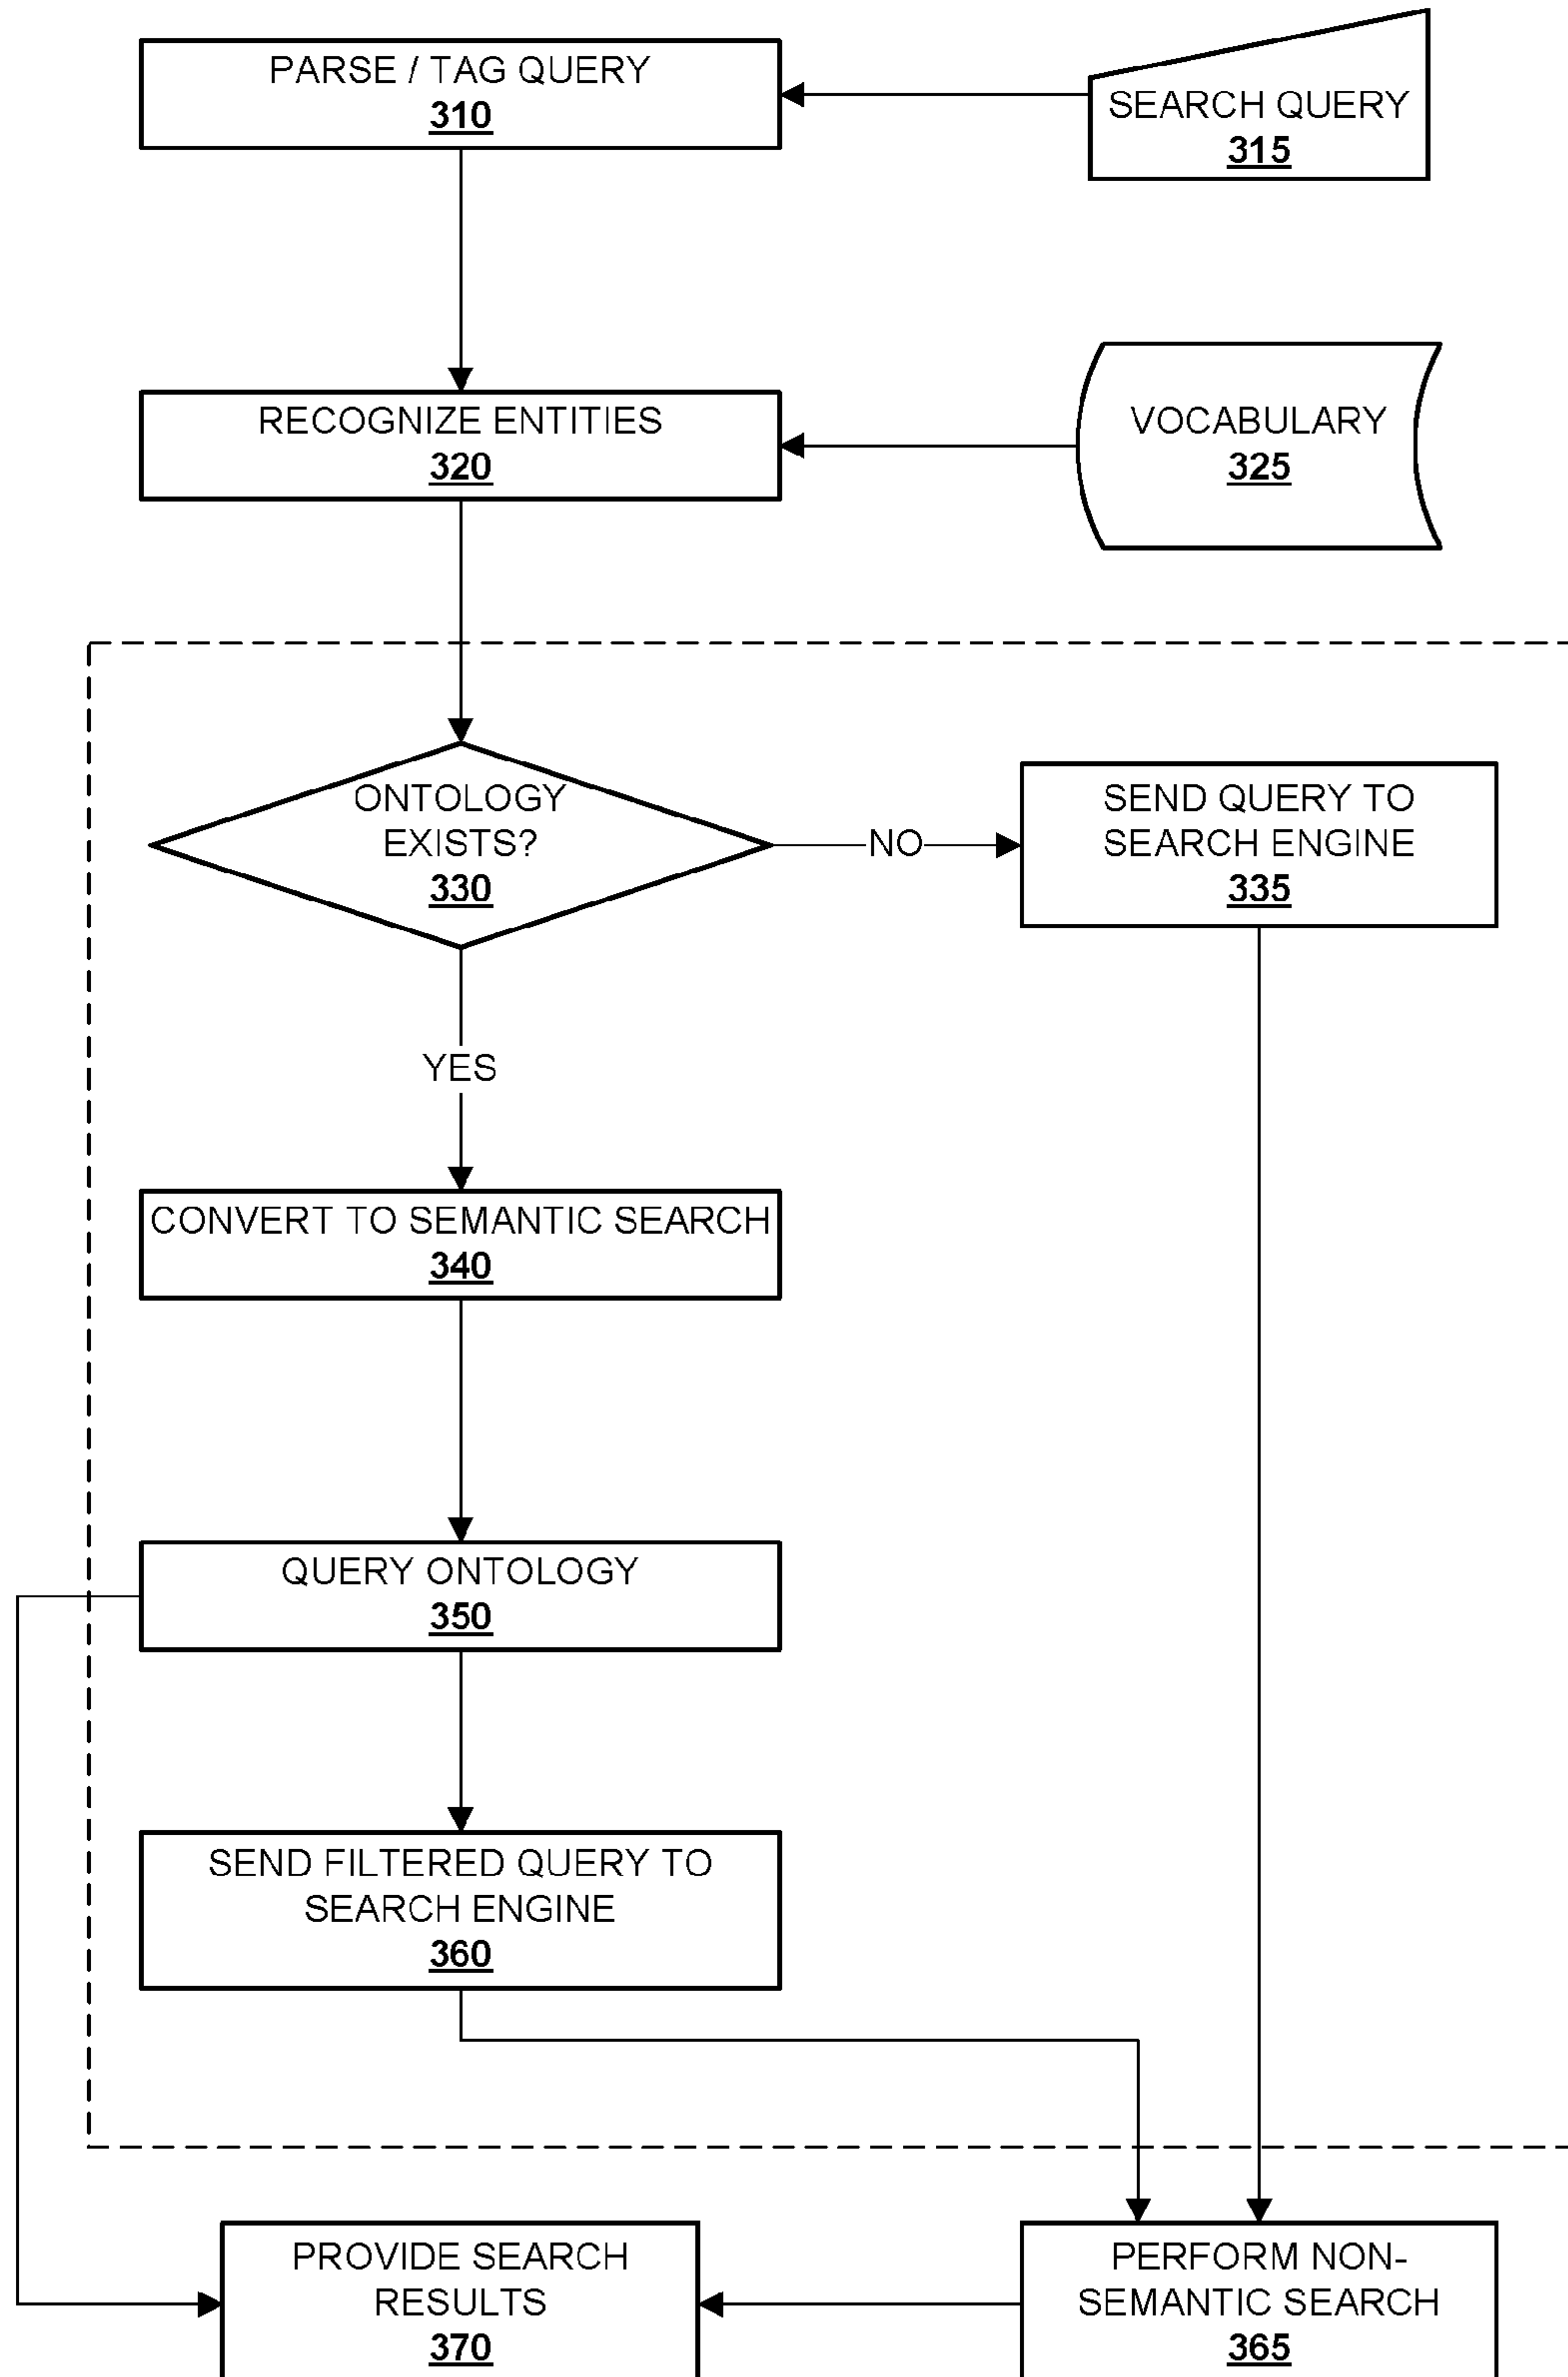 PARSE / TAG QUERY
310
SEARCH QUERY
315
RECOGNIZE ENTITIES
320
VOCABULARY
325
ONTOLOGY
EXISTS?
330
NO
SEND QUERY TO
SEARCH ENGINE
335
YES
CONVERT TO SEMANTIC SEARCH
340
QUERY ONTOLOGY
350
SEND FILTERED QUERY TO
SEARCH ENGINE
360
PROVIDE SEARCH
RESULTS
370
PERFORM NON-
SEMANTIC SEARCH
365